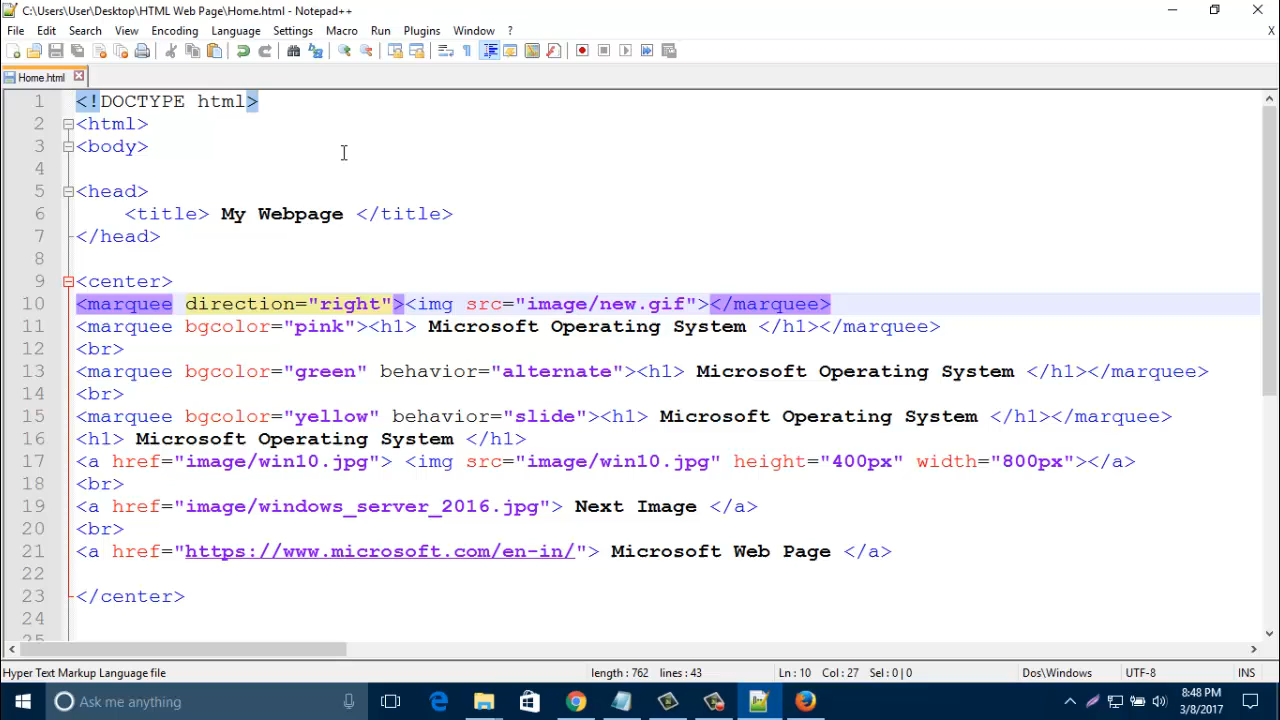 C:\Users\User\Desktop\HTML Web Page\Home.html - Notepad++
File Edit Search View Encoding Language Settings Macro Run Plugins Window ? X
Home.html
1 <!DOCTYPE html>
2 <html>
3 <body>
4
5 <head>
6 <title> My Webpage </title>
7 </head>
8
9 <center>
10 <marquee direction="right"><img src="image/new.gif"></marquee>
11 <marquee bgcolor="pink"><h1> Microsoft Operating System </h1></marquee>
12 <br>
13 <marquee bgcolor="green" behavior="alternate"><h1> Microsoft Operating System </h1></marquee>
14 <br>
15 <marquee bgcolor="yellow" behavior="slide"><h1> Microsoft Operating System </h1></marquee>
16 <h1> Microsoft Operating System </h1>
17 <a href="image/win10.jpg"> <img src="image/win10.jpg" height="400px" width="800px"></a>
18 <br>
19 <a href="image/windows_server_2016.jpg"> Next Image </a>
20 <br>
21 <a href="https://www.microsoft.com/en-in/"> Microsoft Web Page </a>
22
23 </center>
24
25
Hyper Text Markup Language file length : 762 lines : 43 Ln : 10 Col : 27 Sel : 0 | 0 Dos\Windows UTF-8 INS
Ask me anything 8:48 PM
3/8/2017